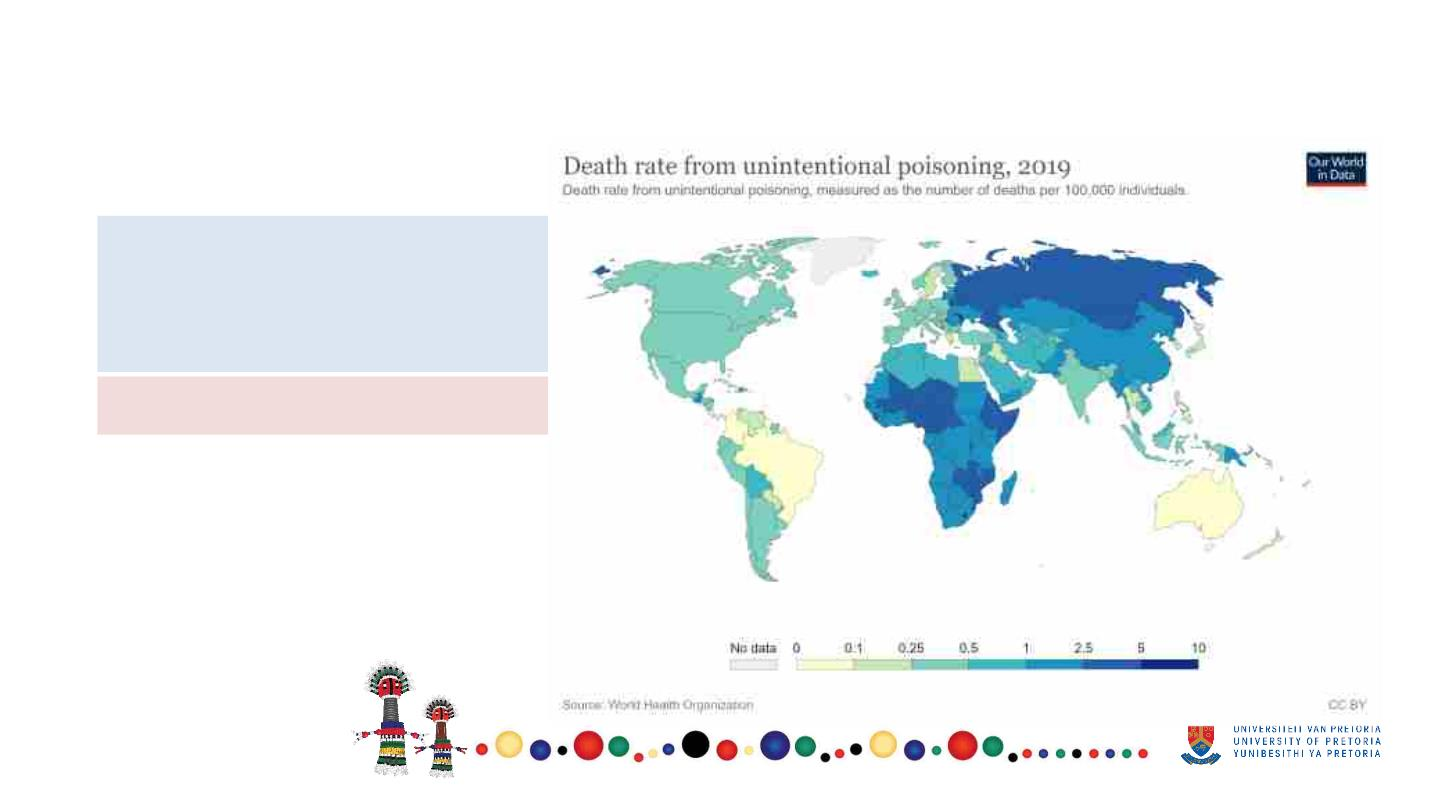 Death rate from unintentional poisoning, 2019
Our World
in Data
Death rate from unintentional poisoning, measured as the number of deaths per 100,000 individuals.
No data 0 0.1 0.25 0.5 1 2.5 5 10
Source: World Health Organization
CC BY
UNIVERSITEIT VAN PRETORIA
UNIVERSITY OF PRETORIA
YUNIBESITHI YA PRETORIA